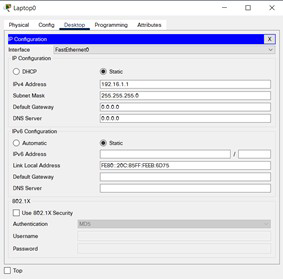 Laptop0
Physical Config Desktop Programming Attributes
IP Configuration X
Interface FastEthernet0
IP Configuration
DHCP Static
IPv4 Address 192.16.1.1
Subnet Mask 255.255.255.0
Default Gateway 0.0.0.0
DNS Server 0.0.0.0
IPv6 Configuration
Automatic Static
IPv6 Address /
Link Local Address FE80::20C:85FF:FEEB:6D75
Default Gateway
DNS Server
802.1X
Use 802.1X Security
Authentication MD5
Username
Password
Top